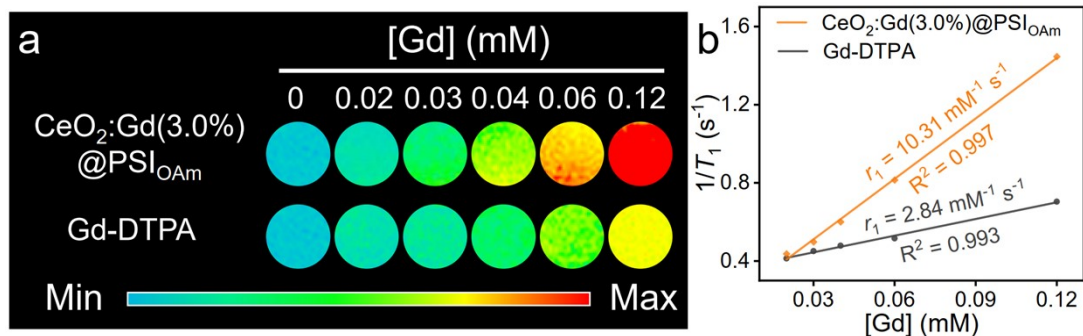 a
[Gd] (mM)
0 0.02 0.03 0.04 0.06 0.12
CeO₂:Gd(3.0%)
@PSI_OAm
Gd-DTPA
Min Max
b
CeO₂:Gd(3.0%)@PSI_OAm
Gd-DTPA
1/T₁ (s⁻¹)
1.6
1.2
0.8
0.4
r₁ = 10.31 mM⁻¹ s⁻¹
R² = 0.997
r₁ = 2.84 mM⁻¹ s⁻¹
R² = 0.993
0.03 0.06 0.09 0.12
[Gd] (mM)